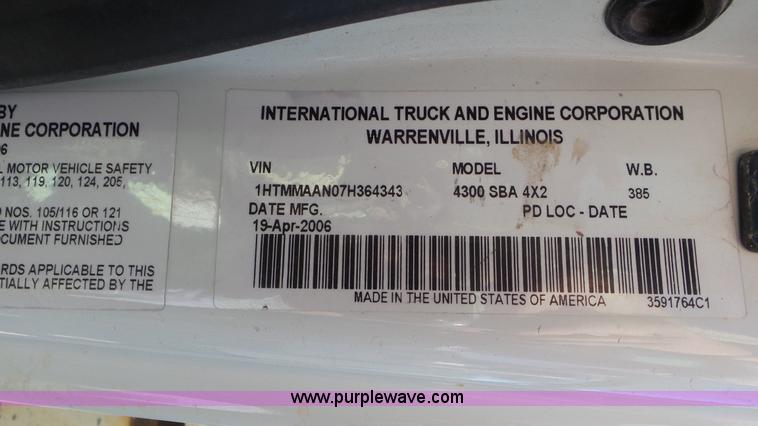 BY
NE CORPORATION
06
L MOTOR VEHICLE SAFETY
113, 119, 120, 124, 205,
D NOS. 105/116 OR 121
E WITH INSTRUCTIONS
OCUMENT FURNISHED
RDS APPLICABLE TO THIS
TIALLY AFFECTED BY THE
INTERNATIONAL TRUCK AND ENGINE CORPORATION
WARRENVILLE, ILLINOIS
VIN MODEL W.B.
1HTMMAAN07H364343 4300 SBA 4X2 385
DATE MFG. PD LOC - DATE
19-Apr-2006
MADE IN THE UNITED STATES OF AMERICA 3591764C1
www.purplewave.com